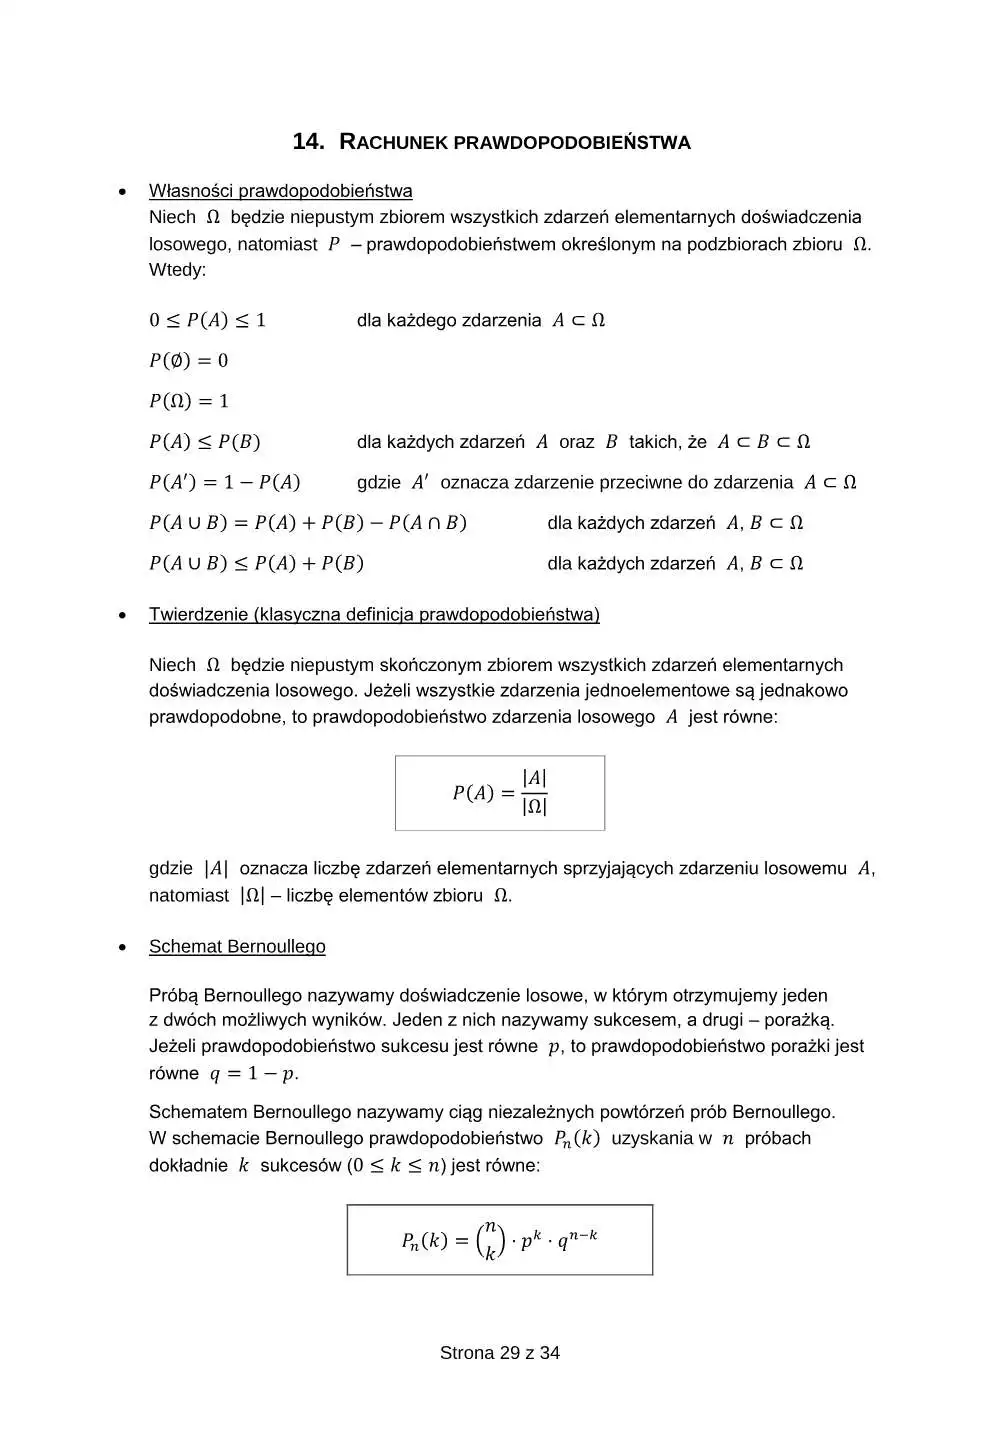 14. RACHUNEK PRAWDOPODOBIEŃSTWA
• Własności prawdopodobieństwa
Niech Ω będzie niepustym zbiorem wszystkich zdarzeń elementarnych doświadczenia
losowego, natomiast P – prawdopodobieństwem określonym na podzbiorach zbioru Ω.
Wtedy:
0 ≤ P(A) ≤ 1 dla każdego zdarzenia A ⊂ Ω
P(∅) = 0
P(Ω) = 1
P(A) ≤ P(B) dla każdych zdarzeń A oraz B takich, że A ⊂ B ⊂ Ω
P(A′) = 1 − P(A) gdzie A′ oznacza zdarzenie przeciwne do zdarzenia A ⊂ Ω
P(A ∪ B) = P(A) + P(B) − P(A ∩ B) dla każdych zdarzeń A, B ⊂ Ω
P(A ∪ B) ≤ P(A) + P(B) dla każdych zdarzeń A, B ⊂ Ω
• Twierdzenie (klasyczna definicja prawdopodobieństwa)
Niech Ω będzie niepustym skończonym zbiorem wszystkich zdarzeń elementarnych
doświadczenia losowego. Jeżeli wszystkie zdarzenia jednoelementowe są jednakowo
prawdopodobne, to prawdopodobieństwo zdarzenia losowego A jest równe:
P(A) = |A| / |Ω|
gdzie |A| oznacza liczbę zdarzeń elementarnych sprzyjających zdarzeniu losowemu A,
natomiast |Ω| – liczbę elementów zbioru Ω.
• Schemat Bernoullego
Próbą Bernoullego nazywamy doświadczenie losowe, w którym otrzymujemy jeden
z dwóch możliwych wyników. Jeden z nich nazywamy sukcesem, a drugi – porażką.
Jeżeli prawdopodobieństwo sukcesu jest równe p, to prawdopodobieństwo porażki jest
równe q = 1 − p.
Schematem Bernoullego nazywamy ciąg niezależnych powtórzeń prób Bernoullego.
W schemacie Bernoullego prawdopodobieństwo Pₙ(k) uzyskania w n próbach
dokładnie k sukcesów (0 ≤ k ≤ n) jest równe:
Pₙ(k) = (n k) · pᵏ · qⁿ⁻ᵏ
Strona 29 z 34